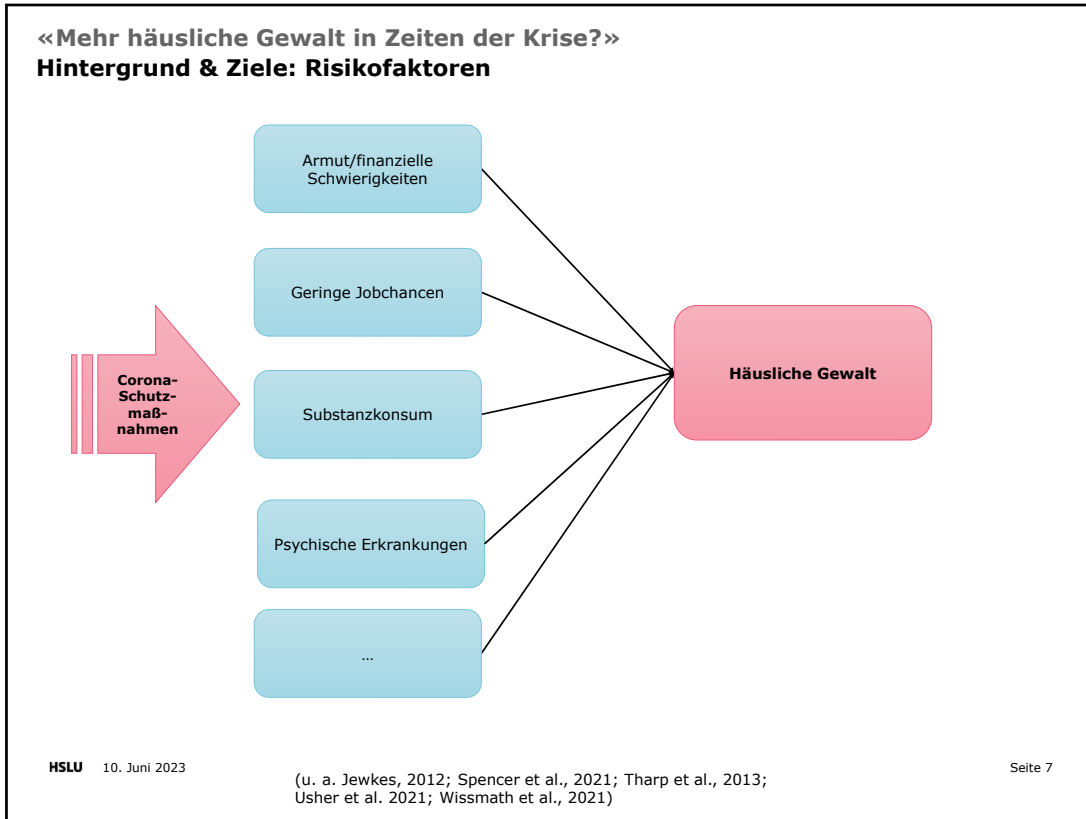 «Mehr häusliche Gewalt in Zeiten der Krise?»
Hintergrund & Ziele: Risikofaktoren
Armut/finanzielle
Schwierigkeiten
Geringe Jobchancen
Corona-
Schutz-
maß-
nahmen
Substanzkonsum
Häusliche Gewalt
Psychische Erkrankungen
…
HSLU 10. Juni 2023
(u. a. Jewkes, 2012; Spencer et al., 2021; Tharp et al., 2013;
Usher et al. 2021; Wissmath et al., 2021)
Seite 7